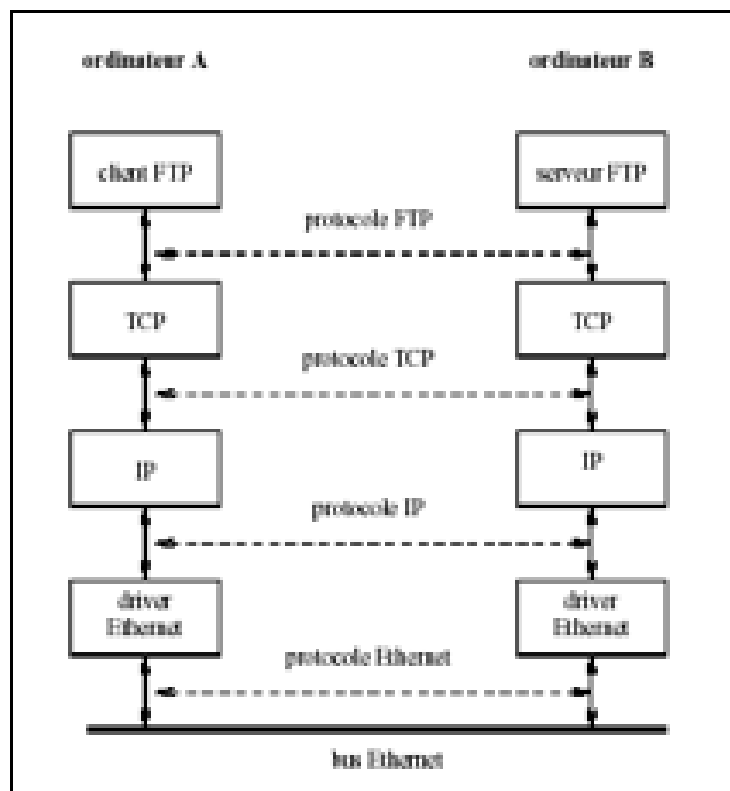 ordinateur A
ordinateur B
client FTP
serveur FTP
protocole FTP
TCP
TCP
protocole TCP
IP
IP
protocole IP
driver
Ethernet
driver
Ethernet
protocole Ethernet
bus Ethernet